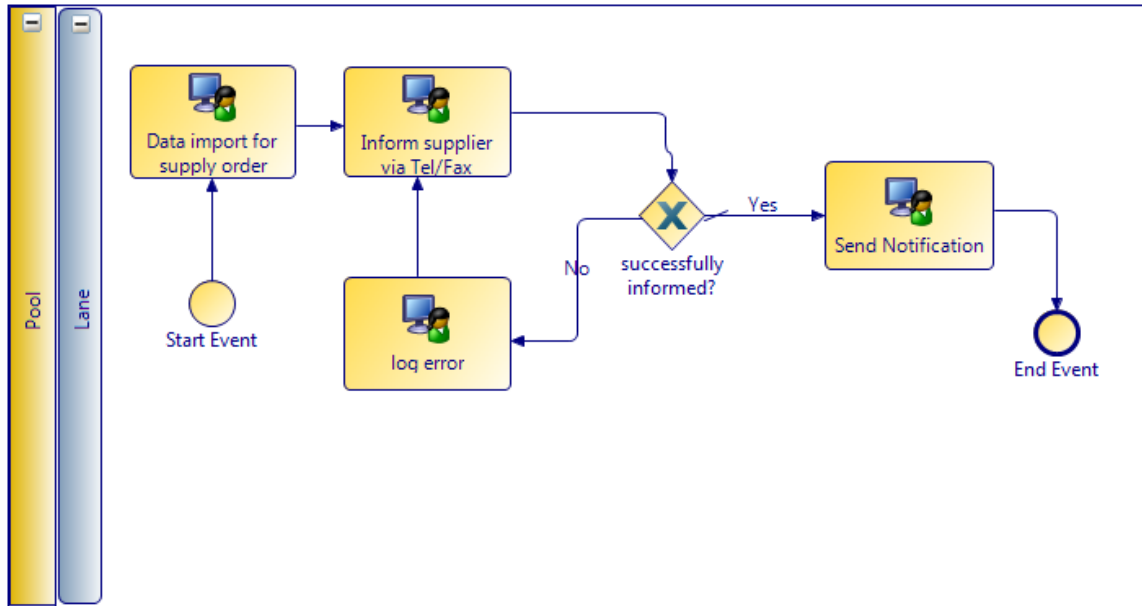 Pool
Lane
Data import for
supply order
Inform supplier
via Tel/Fax
Start Event
log error
No
successfully
informed?
Yes
Send Notification
End Event